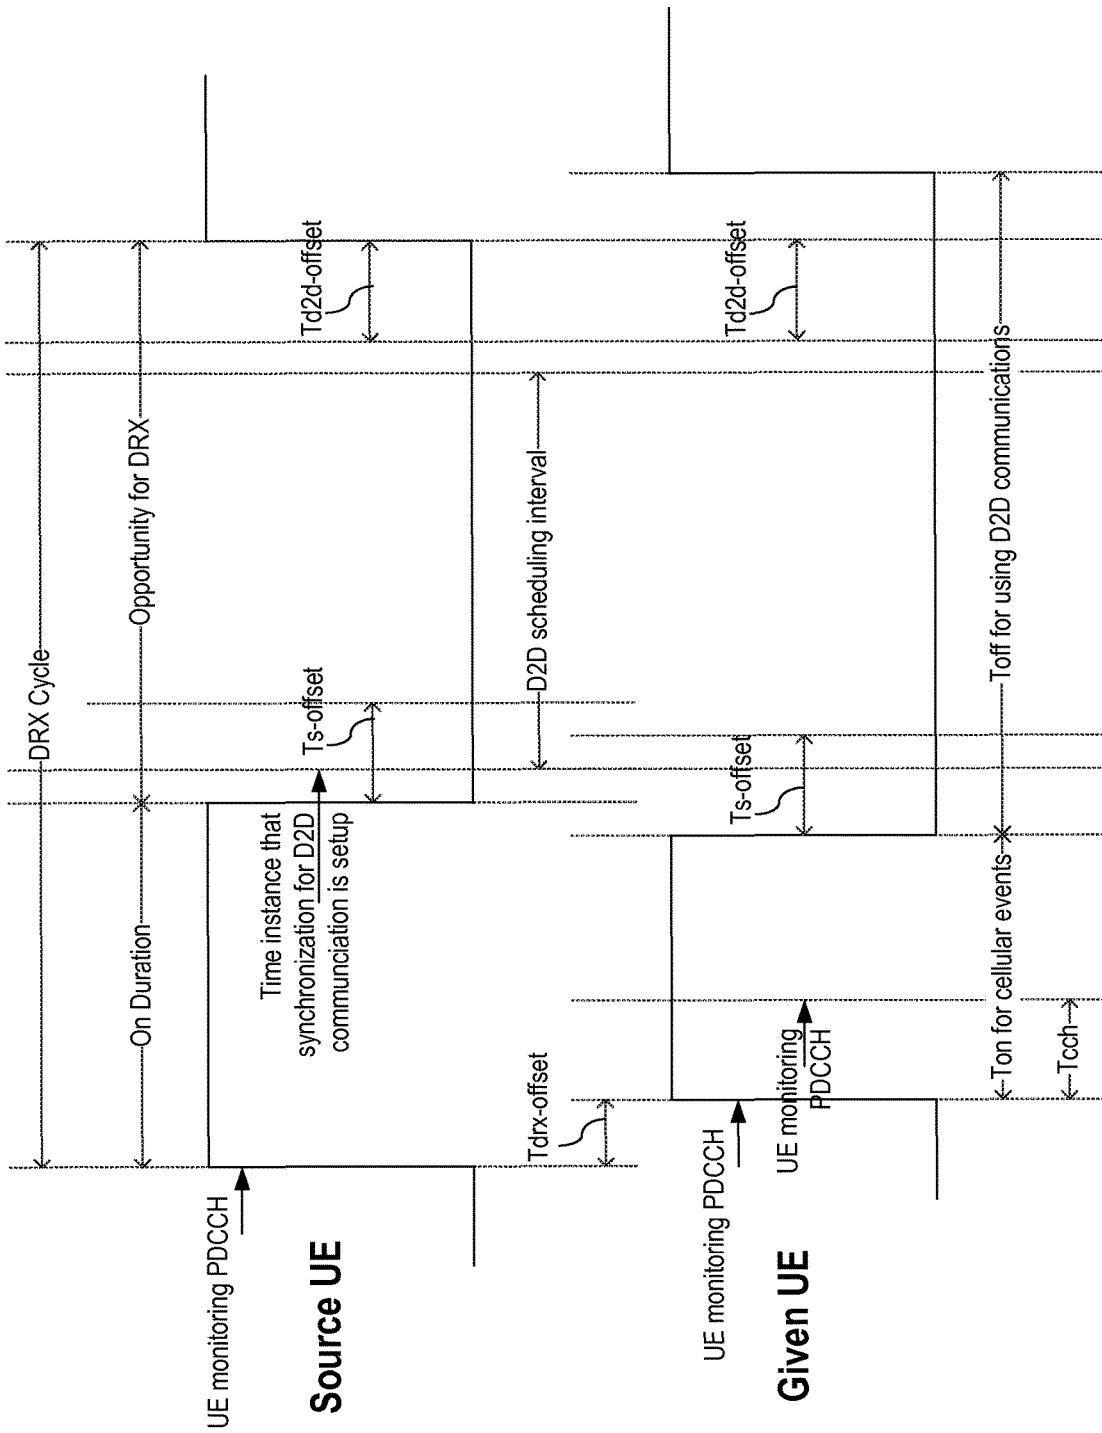 DRX Cycle
On Duration
Opportunity for DRX
UE monitoring PDCCH
Time instance that
synchronization for D2D
communciation is setup
Ts-offset
Td2d-offset
Source UE
D2D scheduling interval
Tdrx-offset
UE monitoring PDCCH
UE monitoring
PDCCH
Ts-offset
Td2d-offset
Given UE
Ton for cellular events
Toff for using D2D communications
Tcch